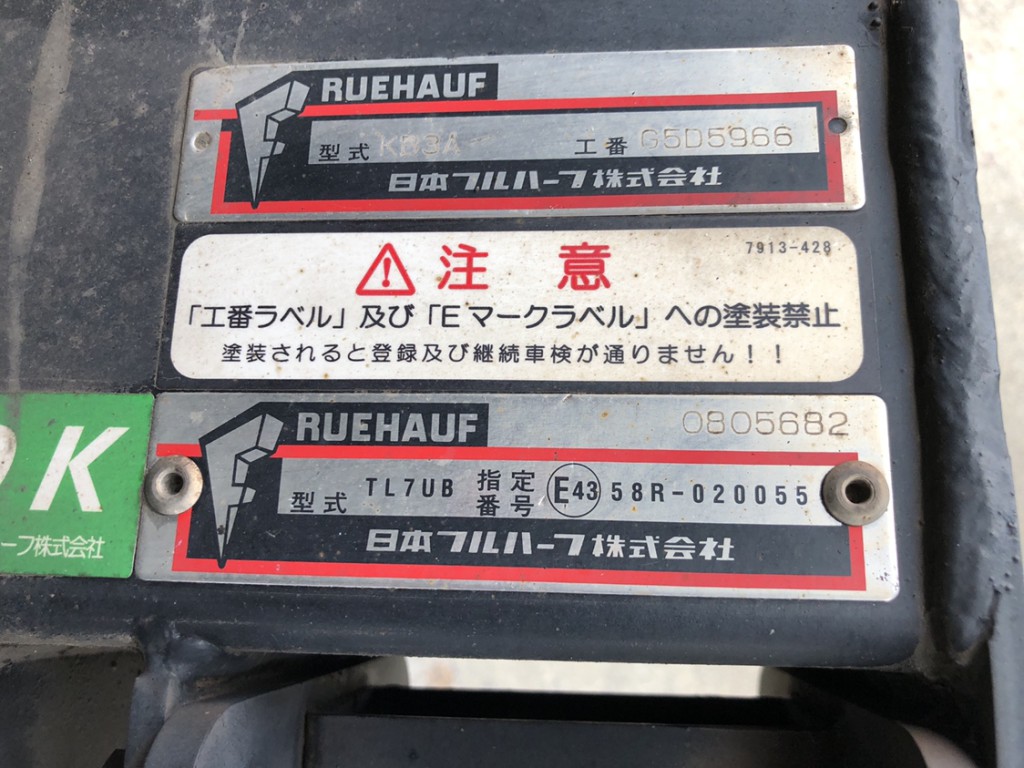 RUEHAUF
型式 KB3A 工番 G5D5966
日本フルハーフ株式会社
注意 7913-428
「工番ラベル」及び「Eマークラベル」への塗装禁止
塗装されると登録及び継続車検が通りません!!
RUEHAUF 0805682
型式 TL7UB 指定番号 E43 58R-020055
日本フルハーフ株式会社
K
ーフ株式会社